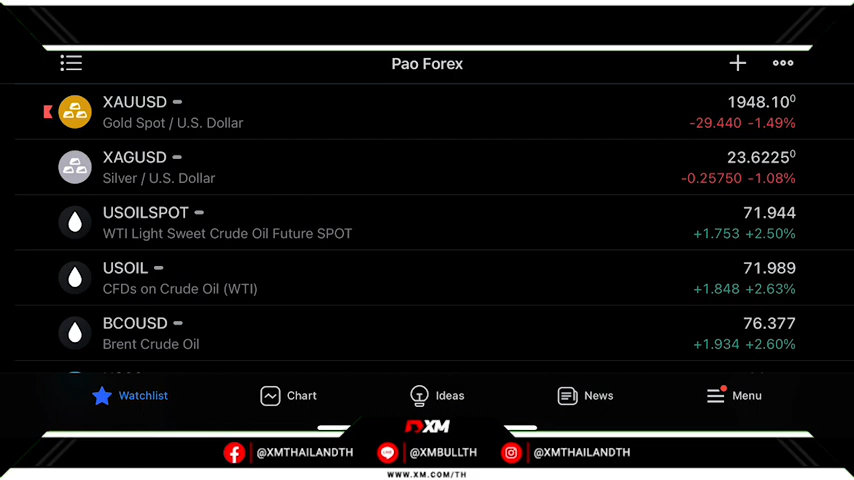 Pao Forex
XAUUSD
1948.10⁰
Gold Spot / U.S. Dollar
-29.440 -1.49%
XAGUSD
23.6225⁰
Silver / U.S. Dollar
-0.25750 -1.08%
USOILSPOT
71.944
WTI Light Sweet Crude Oil Future SPOT
+1.753 +2.50%
USOIL
71.989
CFDs on Crude Oil (WTI)
+1.848 +2.63%
BCOUSD
76.377
Brent Crude Oil
+1.934 +2.60%
Watchlist
Chart
Ideas
News
Menu
XM
@XMTHAILANDTH
@XMBULLTH
@XMTHAILANDTH
WWW.XM.COM/TH